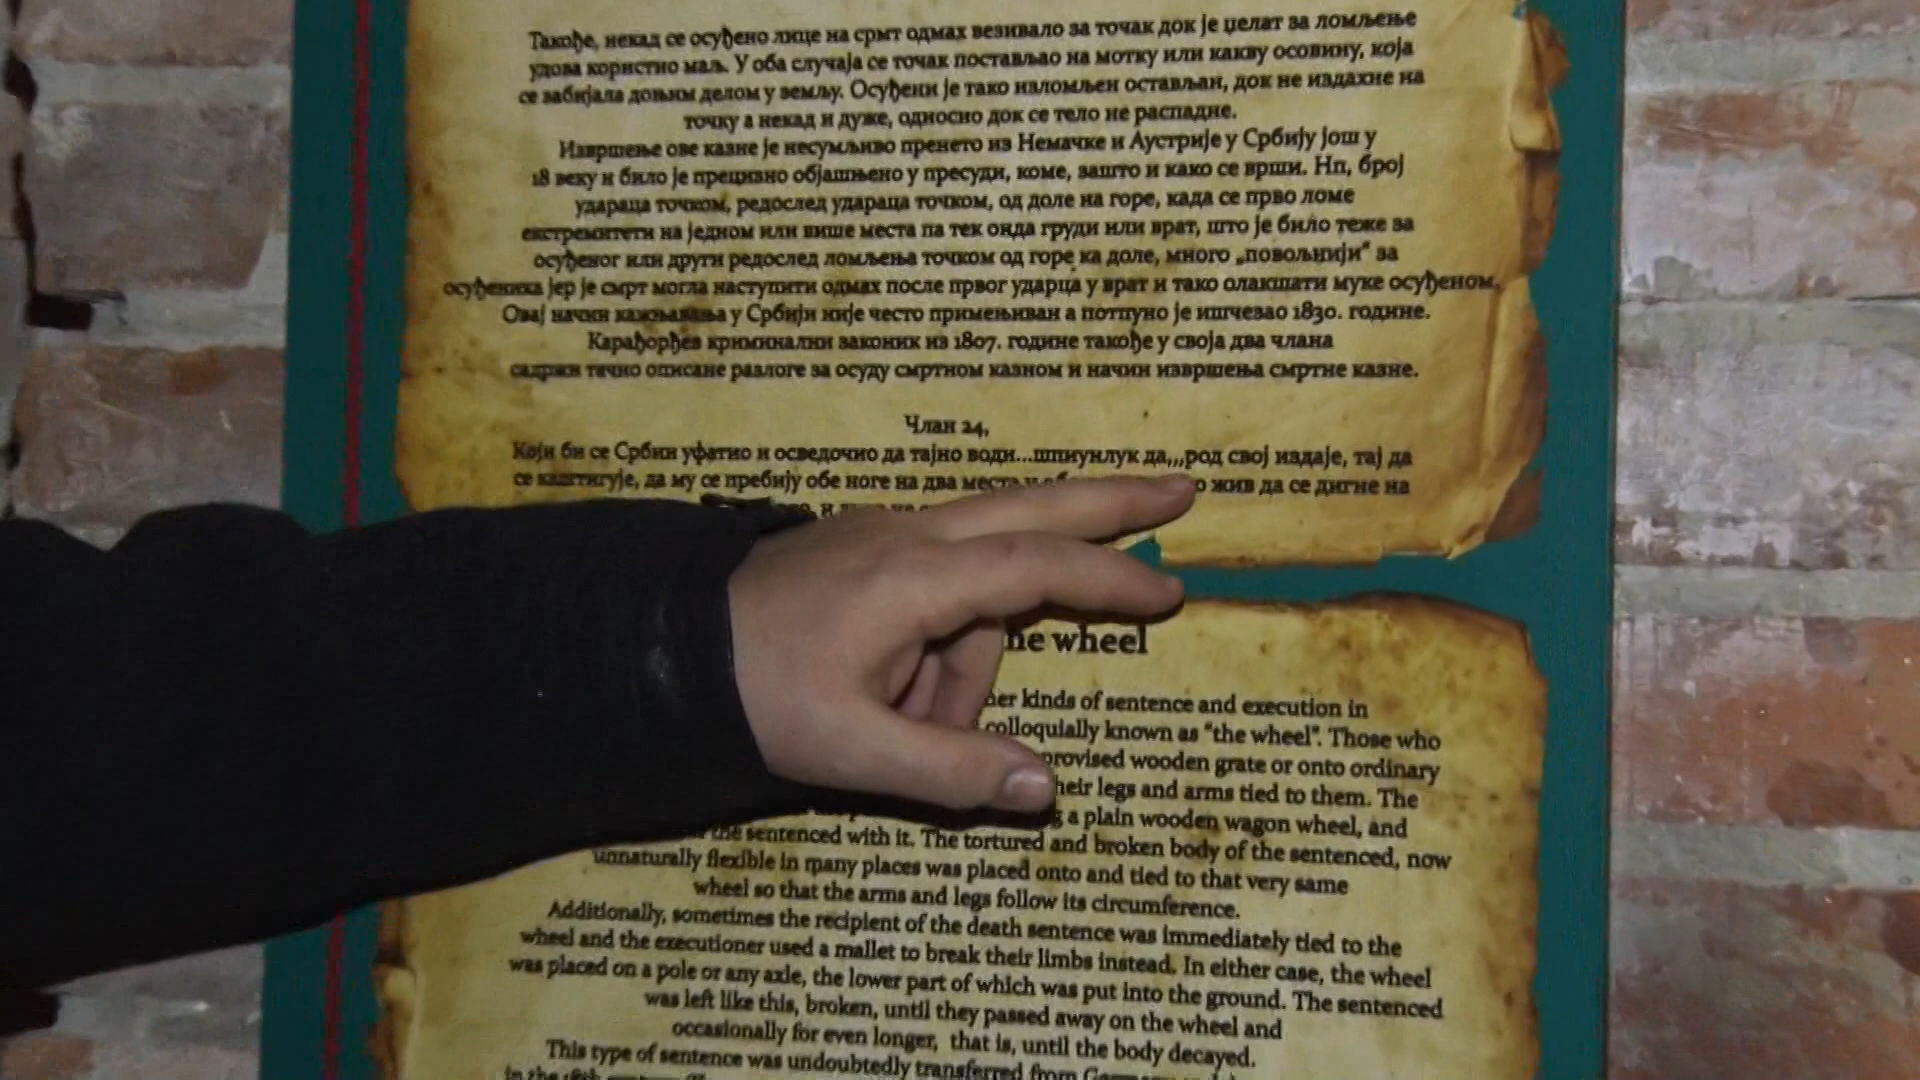 Такође, некад се осуђено лице на срмт одмах везивало за точак док је џелат за ломљење
удова користио маљ. У оба случаја се точак постављао на мотку или какву осовину, која
се забијала доњим делом у земљу. Осуђени је тако изломљен остављан, док не издахне на
точку а некад и дуже, односно док се тело не распадне.
Извршење ове казне је несумљиво пренето из Немачке и Аустрије у Србију још у
18 веку и било је прецизно објашњено у пресуди, коме, зашто и како се врши. Нп, број
удараца точком, редослед удараца точком, од доле на горе, када се прво ломе
екстремитети на једном или више места па тек онда груди или врат, што је било теже за
осуђеног или други редослед ломљења точком од горе ка доле, много „повољнији“ за
осуђеника јер је смрт могла наступити одмах после првог ударца у врат и тако олакшати муке осуђеном.
Овај начин кажњавања у Србији није често примењиван а потпуно је ишчезао 1830. године.
Карађорђев криминални законик из 1807. године такође у своја два члана
садржи тачно описане разлоге за осуду смртном казном и начин извршења смртне казне.
Члан 24,
Који би се Србин уфатио и осведочио да тајно води...шпиунлук да,,,род свој издаје, тај да
се каштигује, да му се пребију обе ноге на два места и жив да се дигне на
и
the wheel
kinds of sentence and execution in
colloquially known as "the wheel". Those who
wooden grate or onto ordinary
their legs and arms tied to them. The
a plain wooden wagon wheel, and
the sentenced with it. The tortured and broken body of the sentenced, now
unnaturally flexible in many places was placed onto and tied to that very same
wheel so that the arms and legs follow its circumference.
Additionally, sometimes the recipient of the death sentence was immediately tied to the
wheel and the executioner used a mallet to break their limbs instead. In either case, the wheel
was placed on a pole or any axle, the lower part of which was put into the ground. The sentenced
was left like this, broken, until they passed away on the wheel and
occasionally for even longer, that is, until the body decayed.
This type of sentence was undoubtedly transferred from
in the 18th